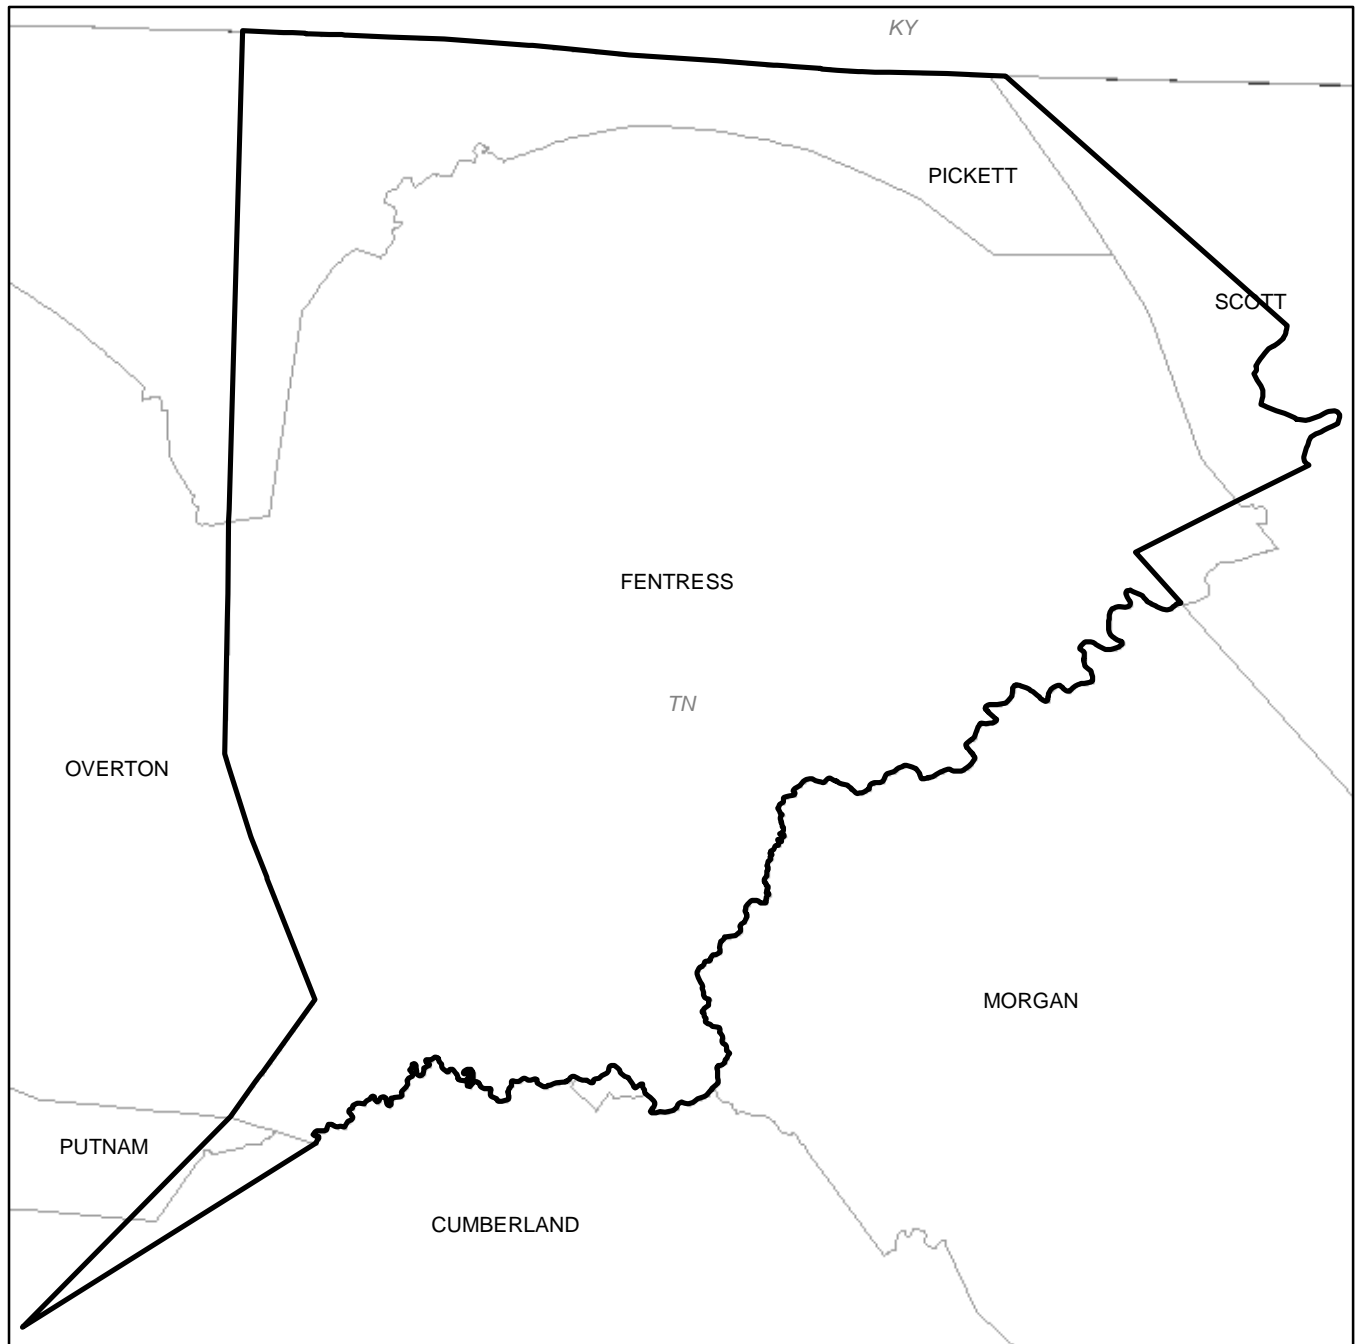 KY
PICKETT
SCOTT
FENTRESS
TN
OVERTON
MORGAN
PUTNAM
CUMBERLAND